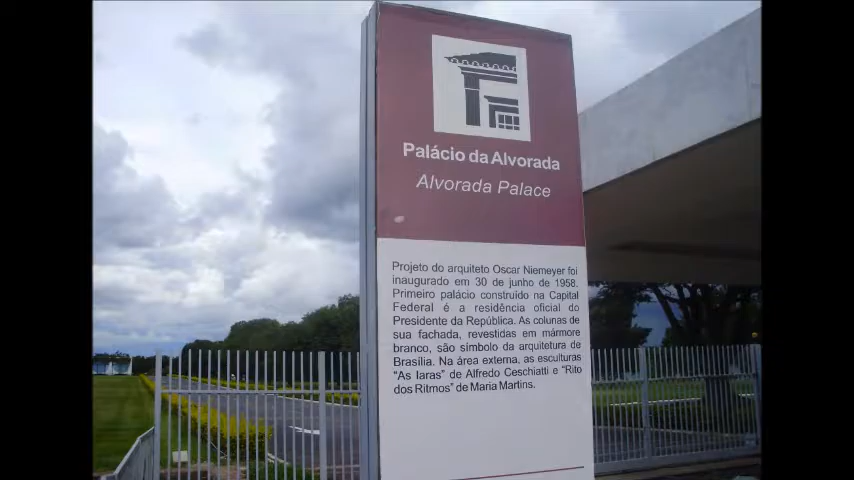 Palácio da Alvorada
Alvorada Palace
Projeto do arquiteto Oscar Niemeyer foi
inaugurado em 30 de junho de 1958.
Primeiro palácio construído na Capital
Federal é a residência oficial do
Presidente da República. As colunas de
sua fachada, revestidas em mármore
branco, são símbolo da arquitetura de
Brasília. Na área externa, as esculturas
"As Iaras" de Alfredo Ceschiatti e "Rito
dos Ritmos" de Maria Martins.